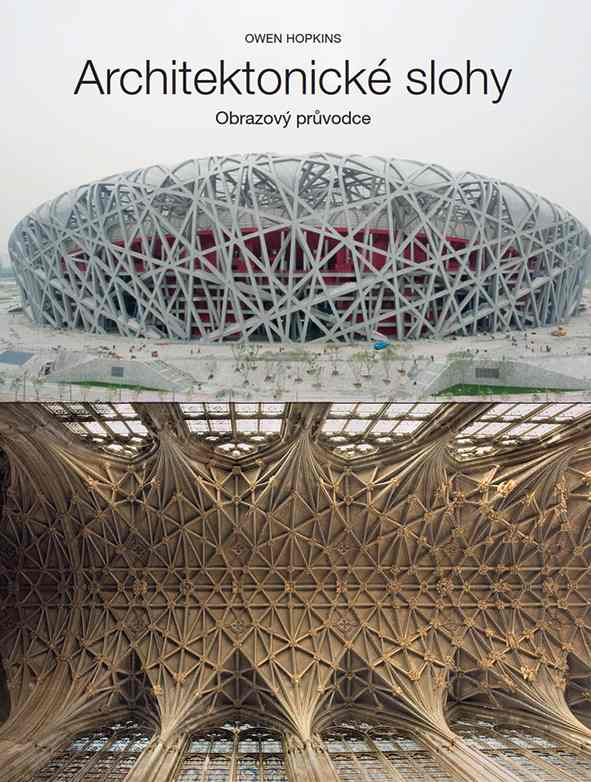 OWEN HOPKINS
Architektonické slohy
Obrazový průvodce